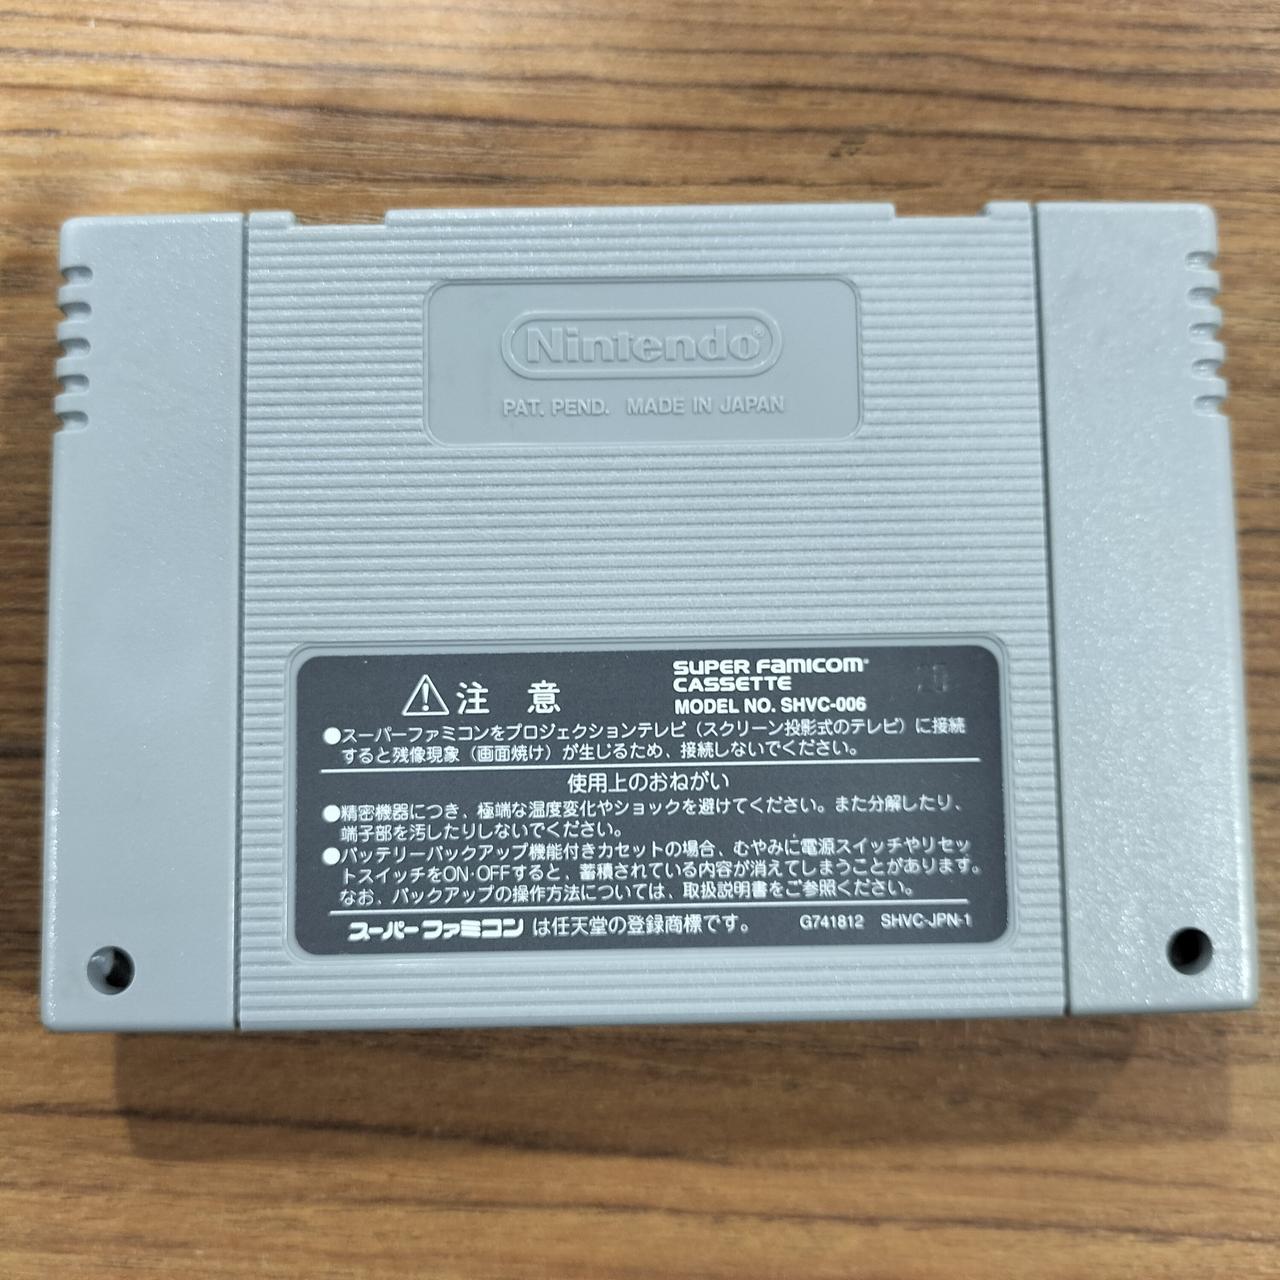 Nintendo®
PAT. PEND. MADE IN JAPAN
注意
SUPER FAMICOM®
CASSETTE
MODEL NO. SHVC-006
●スーパーファミコンをプロジェクションテレビ（スクリーン投影式のテレビ）に接続
すると残像現象（画面焼け）が生じるため、接続しないでください。
使用上のおねがい
●精密機器につき、極端な温度変化やショックを避けてください。また分解したり、
端子部を汚したりしないでください。
●バッテリーバックアップ機能付きカセットの場合、むやみに電源スイッチやリセッ
トスイッチをON・OFFすると、蓄積されている内容が消えてしまうことがあります。
なお、バックアップの操作方法については、取扱説明書をご参照ください。
スーパーファミコンは任天堂の登録商標です。 G741812 SHVC-JPN-1